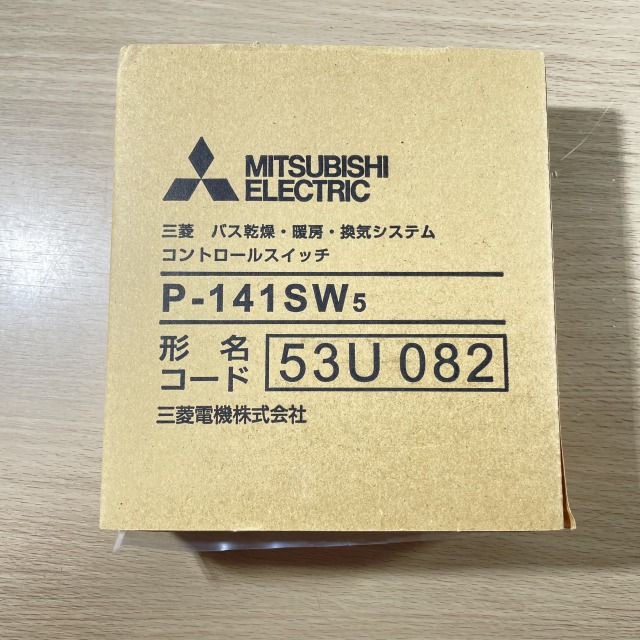 MITSUBISHI
ELECTRIC
三菱 バス乾燥・暖房・換気システム
コントロールスイッチ
P-141SW5
形名
コード 53U 082
三菱電機株式会社